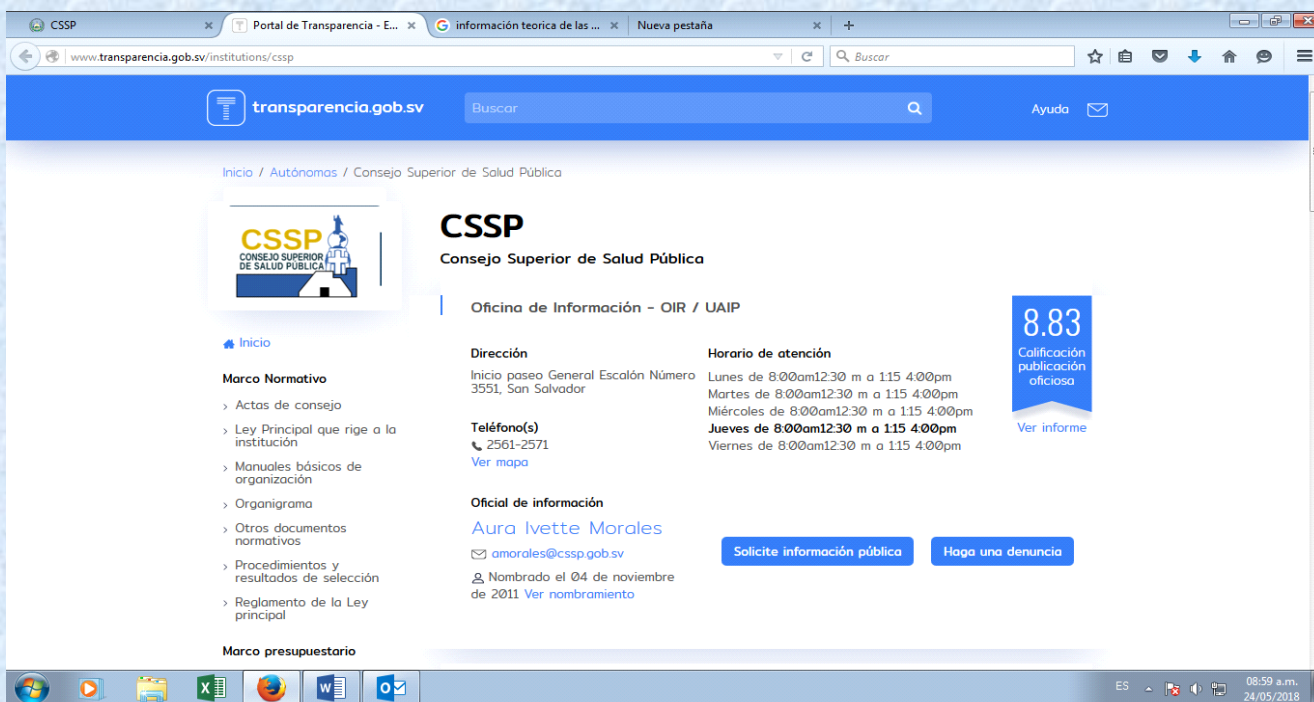 CSSP
Portal de Transparencia - E...
información teorica de las ...
Nueva pestaña
www.transparencia.gob.sv/institutions/cssp
Buscar
transparencia.gob.sv
Buscar
Ayuda
Inicio / Autónomas / Consejo Superior de Salud Pública
CSSP
CONSEJO SUPERIOR
DE SALUD PÚBLICA
CSSP
Consejo Superior de Salud Pública
Oficina de Información - OIR / UAIP
8.83
Calificación
publicación
oficiosa
Ver informe
Dirección
Inicio paseo General Escalón Número
3551, San Salvador
Teléfono(s)
2561-2571
Ver mapa
Horario de atención
Lunes de 8:00am12:30 m a 1:15 4:00pm
Martes de 8:00am12:30 m a 1:15 4:00pm
Miércoles de 8:00am12:30 m a 1:15 4:00pm
Jueves de 8:00am12:30 m a 1:15 4:00pm
Viernes de 8:00am12:30 m a 1:15 4:00pm
Oficial de información
Aura Ivette Morales
amorales@cssp.gob.sv
Nombrado el 04 de noviembre
de 2011 Ver nombramiento
Solicite información pública
Haga una denuncia
Inicio
Marco Normativo
Actas de consejo
Ley Principal que rige a la
institución
Manuales básicos de
organización
Organigrama
Otros documentos
normativos
Procedimientos y
resultados de selección
Reglamento de la Ley
principal
Marco presupuestario
ES
08:59 a.m.
24/05/2018